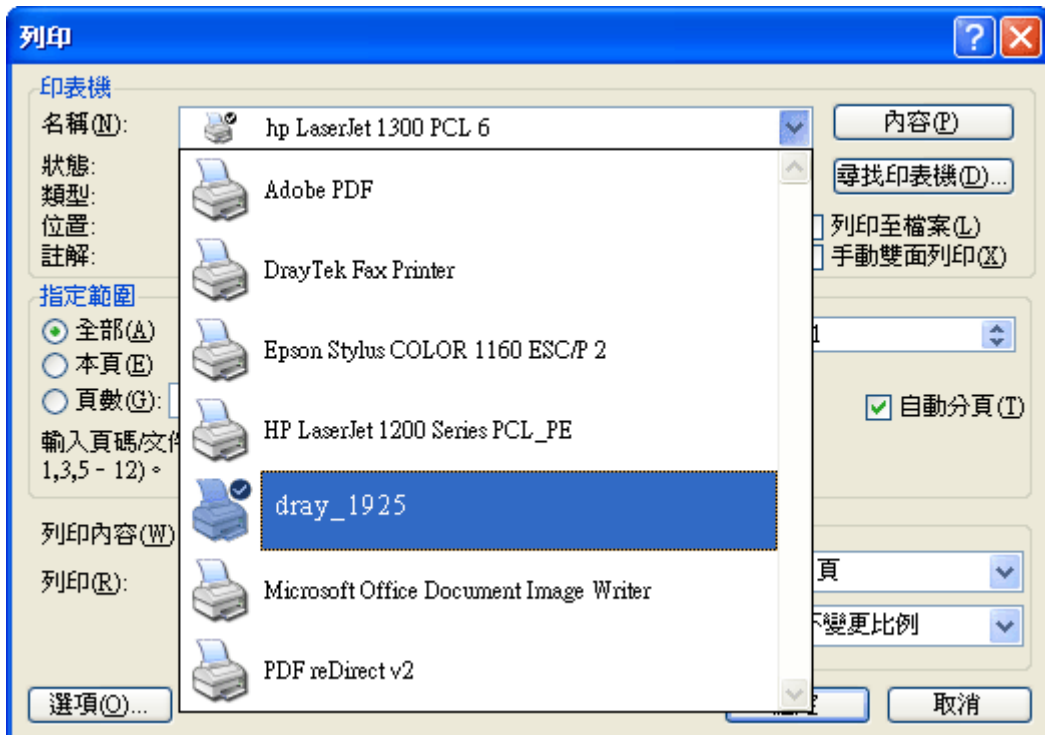 列印
印表機
名稱(N):
hp LaserJet 1300 PCL 6
內容(P)
狀態:
Adobe PDF
尋找印表機(D)...
類型:
位置:
列印至檔案(L)
註解:
DrayTek Fax Printer
手動雙面列印(X)
指定範圍
全部(A)
1
本頁(E)
Epson Stylus COLOR 1160 ESC/P 2
頁數(G):
自動分頁(T)
HP LaserJet 1200 Series PCL_PE
輸入頁碼/文件
1,3,5 - 12)。
dray_1925
列印內容(W)
列印(R):
Microsoft Office Document Image Writer
頁
不變更比例
PDF reDirect v2
選項(O)...
取消